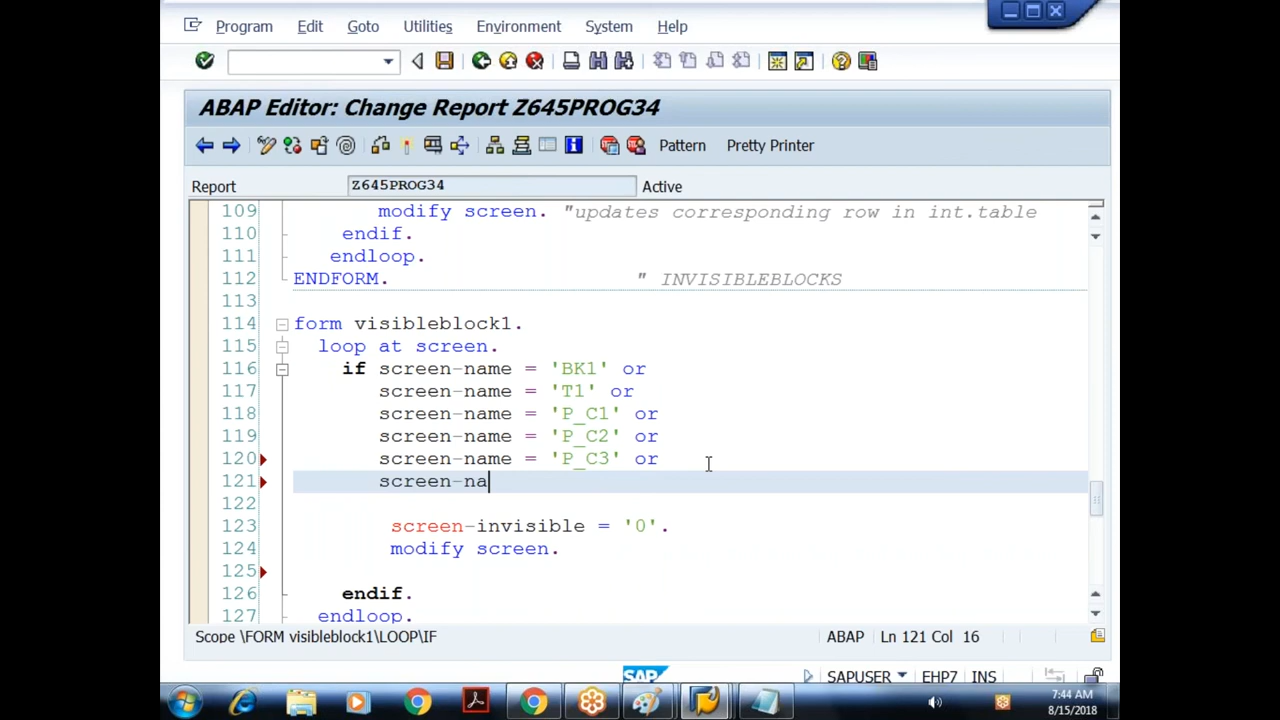 Program Edit Goto Utilities Environment System Help
ABAP Editor: Change Report Z645PROG34
Pattern Pretty Printer
Report Z645PROG34 Active
109 modify screen. "updates corresponding row in int.table
110 endif.
111 endloop.
112 ENDFORM. " INVISIBLEBLOCKS
113
114 form visibleblock1.
115 loop at screen.
116 if screen-name = 'BK1' or
117 screen-name = 'T1' or
118 screen-name = 'P_C1' or
119 screen-name = 'P_C2' or
120 screen-name = 'P_C3' or
121 screen-na
122
123 screen-invisible = '0'.
124 modify screen.
125
126 endif.
127 endloop.
Scope \FORM visibleblock1\LOOP\IF ABAP Ln 121 Col 16
SAP SAPUSER EHP7 INS
7:44 AM
8/15/2018